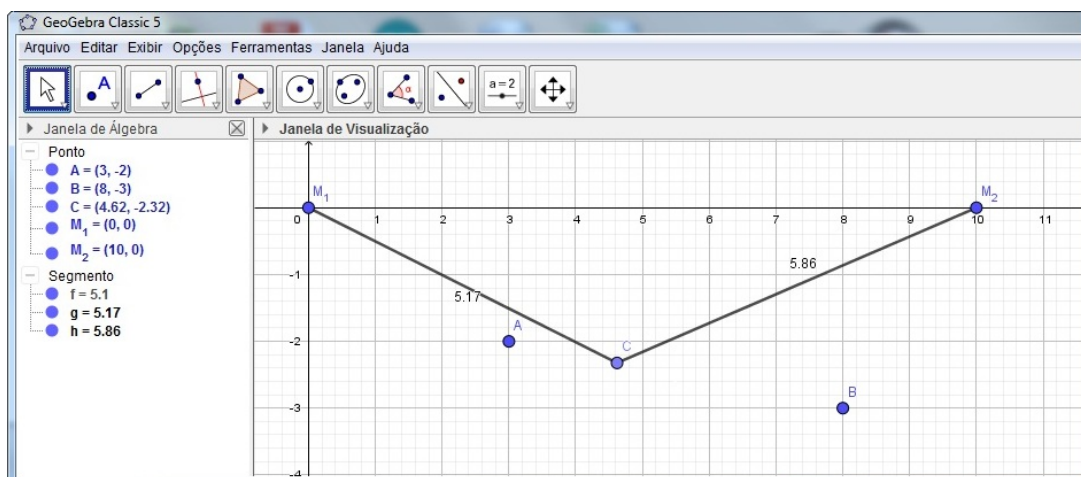 GeoGebra Classic 5
Arquivo Editar Exibir Opções Ferramentas Janela Ajuda
A
α
a=2
Janela de Álgebra
Janela de Visualização
Ponto
A = (3, -2)
B = (8, -3)
C = (4.62, -2.32)
M₁ = (0, 0)
M₂ = (10, 0)
Segmento
f = 5.1
g = 5.17
h = 5.86
M₁
M₂
0 1 2 3 4 5 6 7 8 9 10 11
5.86
-1
5.17
A
-2
C
B
-3
-4